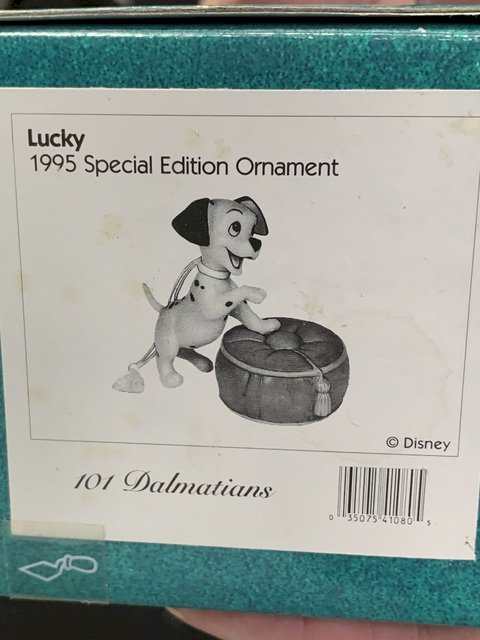 Lucky
1995 Special Edition Ornament
© Disney
101 Dalmatians
0 35075 41080 5